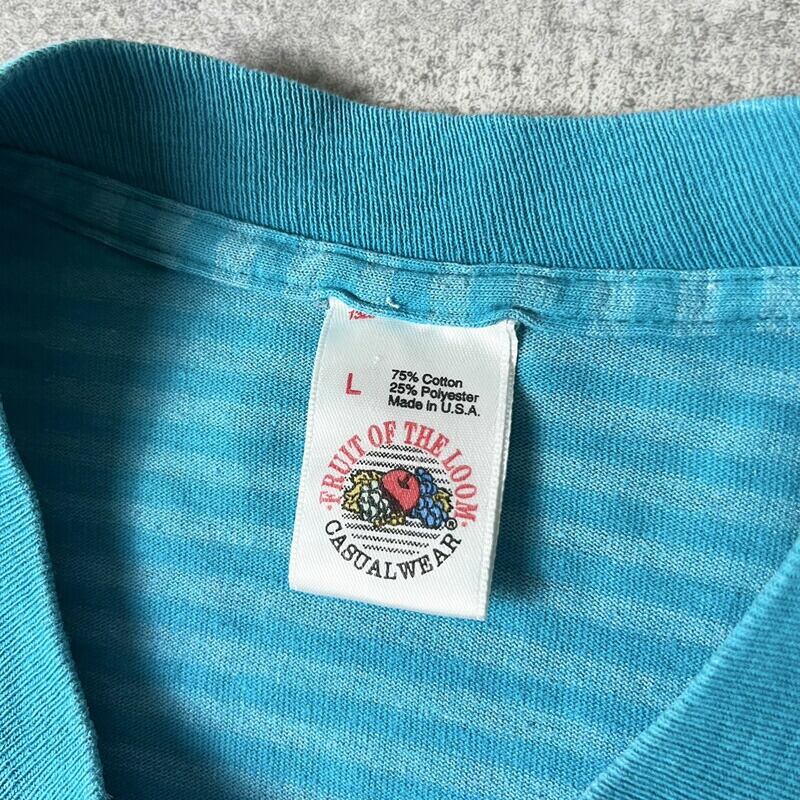 L
75% Cotton
25% Polyester
Made in U.S.A.
FRUIT OF THE LOOM
®
CASUALWEAR